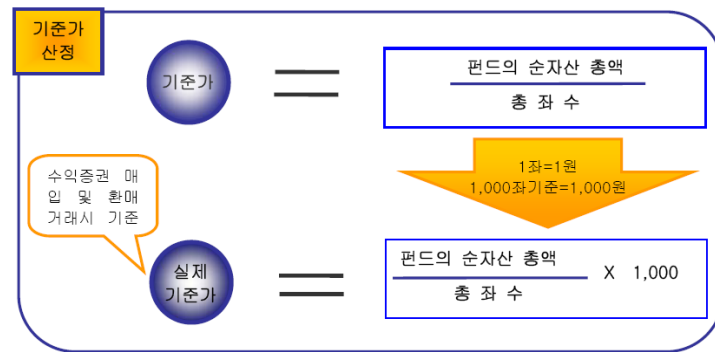 기준가
산정
기준가
펀드의 순자산 총액
총 좌 수
1좌=1원
1,000좌기준=1,000원
수익증권 매
입 및 환매
거래시 기준
실제
기준가
펀드의 순자산 총액
총 좌 수
X 1,000